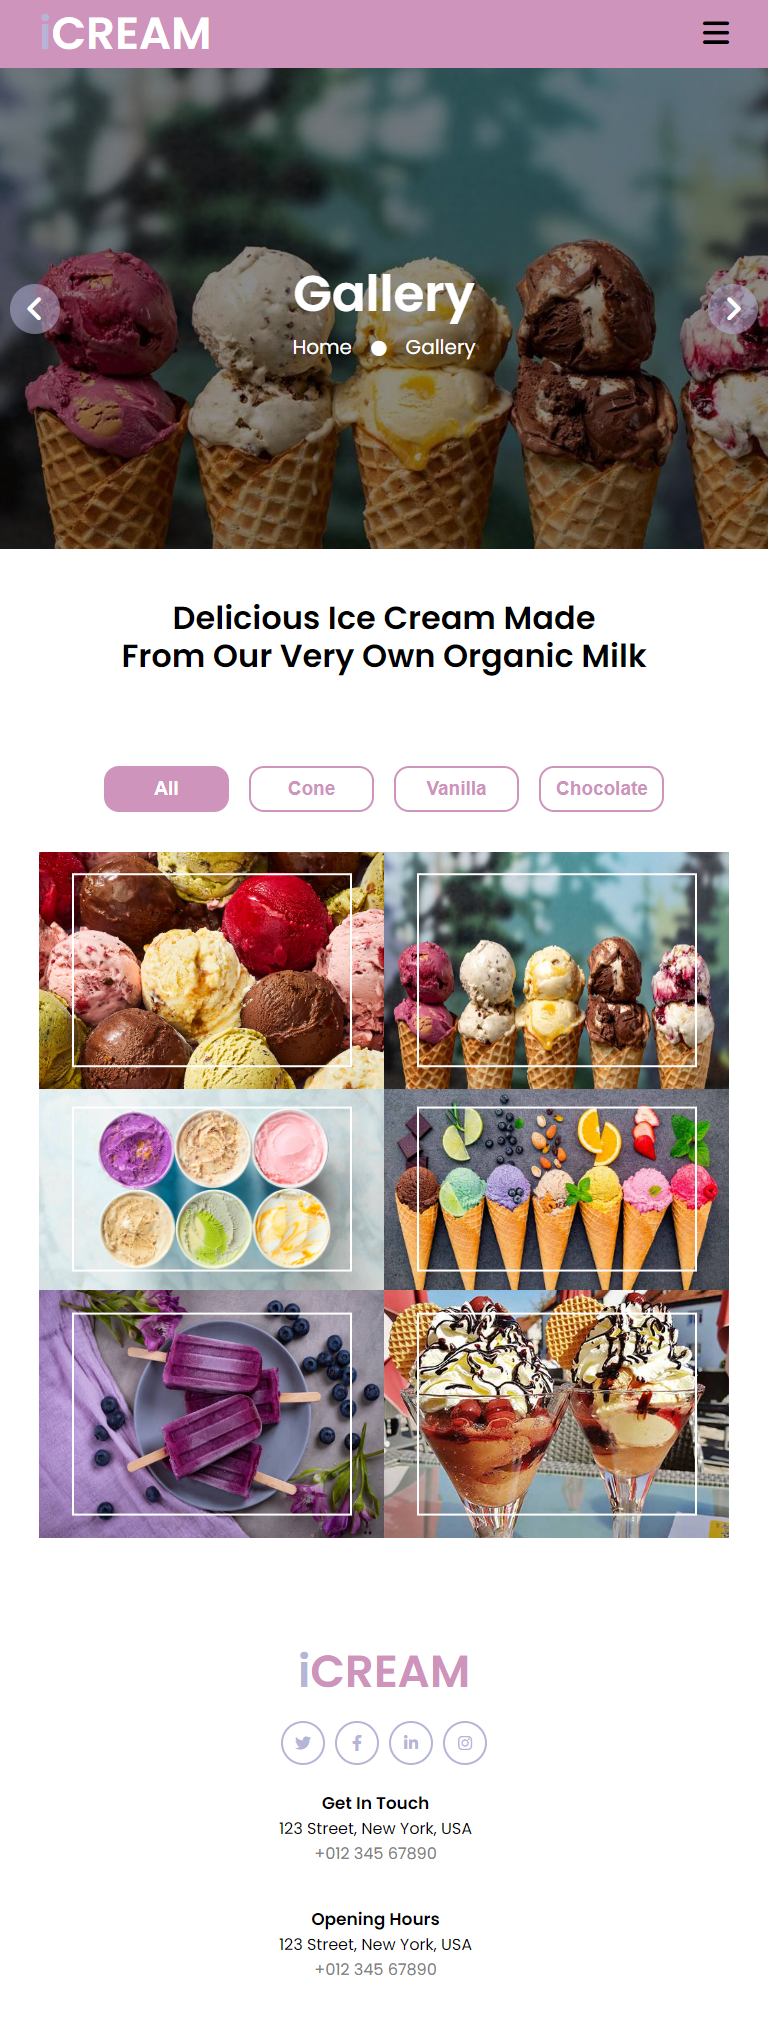 iCREAM
Gallery
Home Gallery
Delicious Ice Cream Made
From Our Very Own Organic Milk
All
Cone
Vanilla
Chocolate
iCREAM
Get In Touch
123 Street, New York, USA
+012 345 67890
Opening Hours
123 Street, New York, USA
+012 345 67890